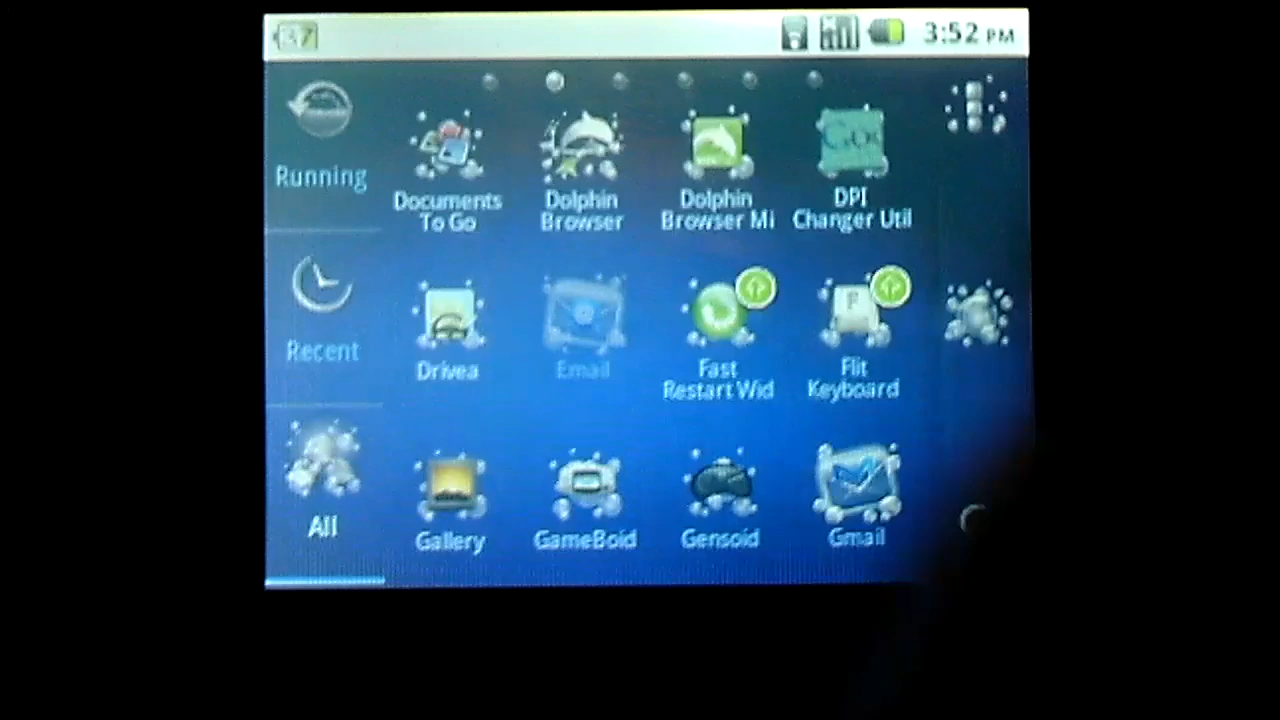 7
3:52 PM
Running
Documents
To Go
Dolphin
Browser
Dolphin
Browser Mi
DPI
Changer Util
Recent
Drivea
Email
Fast
Restart Wid
F
Flit
Keyboard
All
Gallery
GameBoid
Gensoid
Gmail